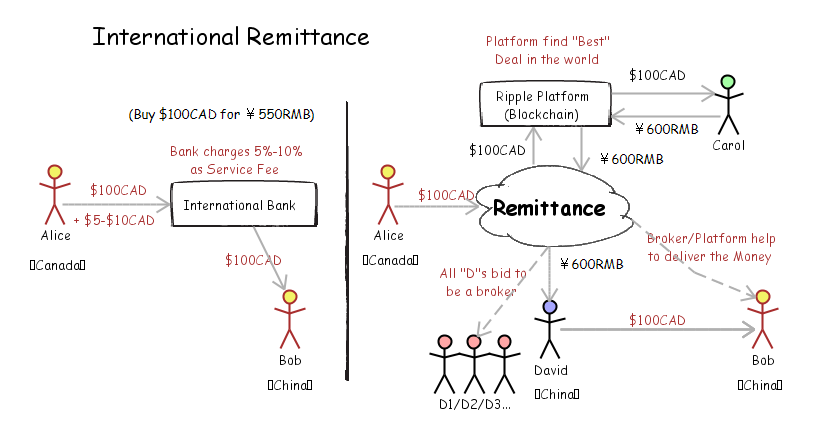 International Remittance
(Buy $100CAD for ¥550RMB)
Bank charges 5%-10%
as Service Fee
$100CAD
+ $5-$10CAD
International Bank
Alice
▯Canada▯
$100CAD
Bob
▯China▯
Platform find "Best"
Deal in the world
Ripple Platform
(Blockchain)
$100CAD
¥600RMB
Carol
$100CAD
¥600RMB
$100CAD
Remittance
Alice
▯Canada▯
Broker/Platform help
to deliver the Money
¥600RMB
All "D"s bid to
be a broker
$100CAD
David
▯China▯
Bob
▯China▯
D1/D2/D3...